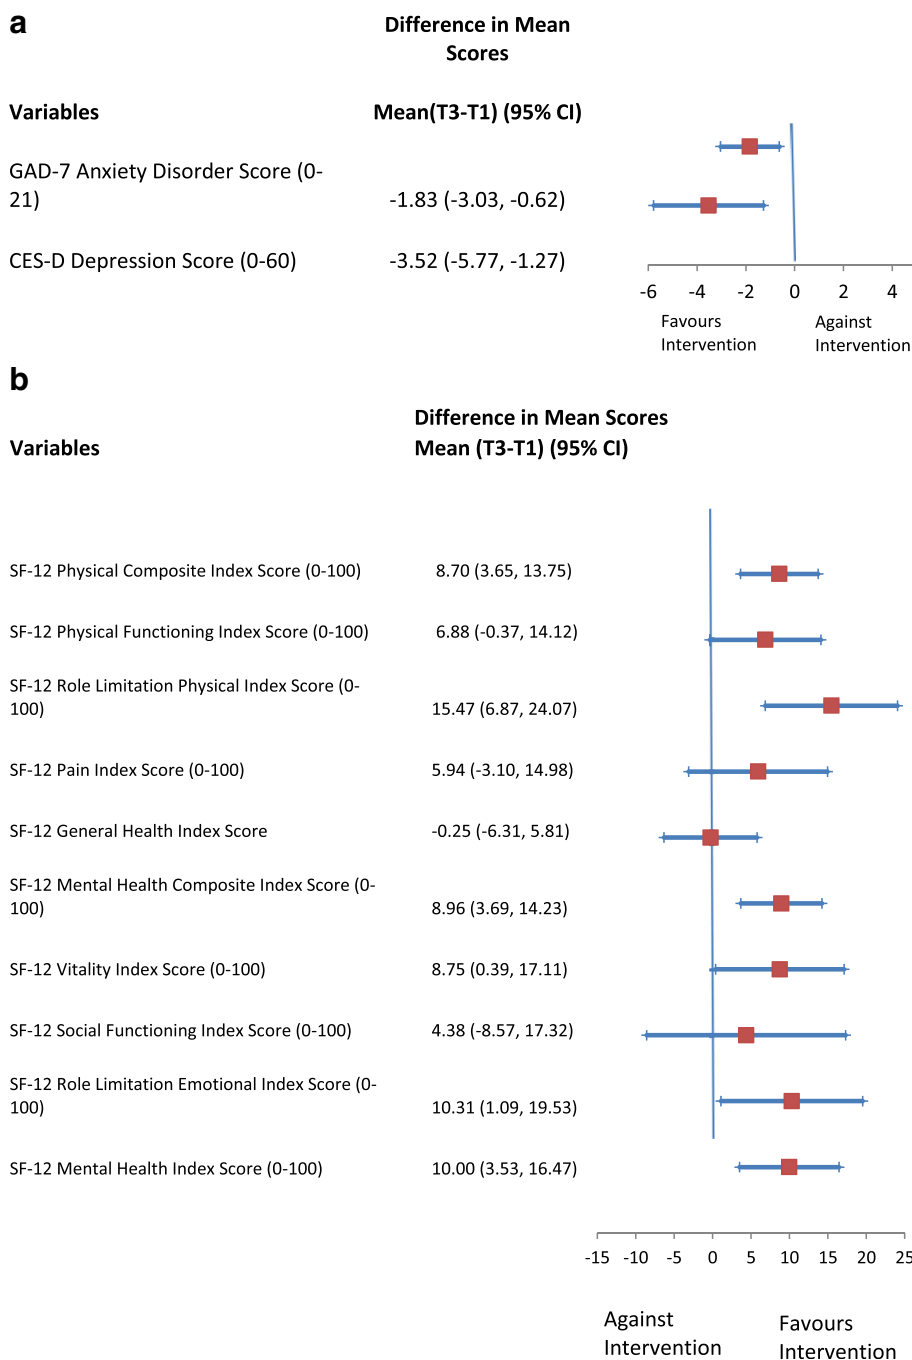 a
Difference in Mean
Scores
Variables
Mean(T3-T1) (95% CI)
GAD-7 Anxiety Disorder Score (0-
21)
-1.83 (-3.03, -0.62)
CES-D Depression Score (0-60)
-3.52 (-5.77, -1.27)
-6 -4 -2 0 2 4
Favours
Intervention
Against
Intervention
b
Difference in Mean Scores
Variables
Mean (T3-T1) (95% CI)
SF-12 Physical Composite Index Score (0-100)
8.70 (3.65, 13.75)
SF-12 Physical Functioning Index Score (0-100)
6.88 (-0.37, 14.12)
SF-12 Role Limitation Physical Index Score (0-
100)
15.47 (6.87, 24.07)
SF-12 Pain Index Score (0-100)
5.94 (-3.10, 14.98)
SF-12 General Health Index Score
-0.25 (-6.31, 5.81)
SF-12 Mental Health Composite Index Score (0-
100)
8.96 (3.69, 14.23)
SF-12 Vitality Index Score (0-100)
8.75 (0.39, 17.11)
SF-12 Social Functioning Index Score (0-100)
4.38 (-8.57, 17.32)
SF-12 Role Limitation Emotional Index Score (0-
100)
10.31 (1.09, 19.53)
SF-12 Mental Health Index Score (0-100)
10.00 (3.53, 16.47)
-15 -10 -5 0 5 10 15 20 25
Against
Intervention
Favours
Intervention